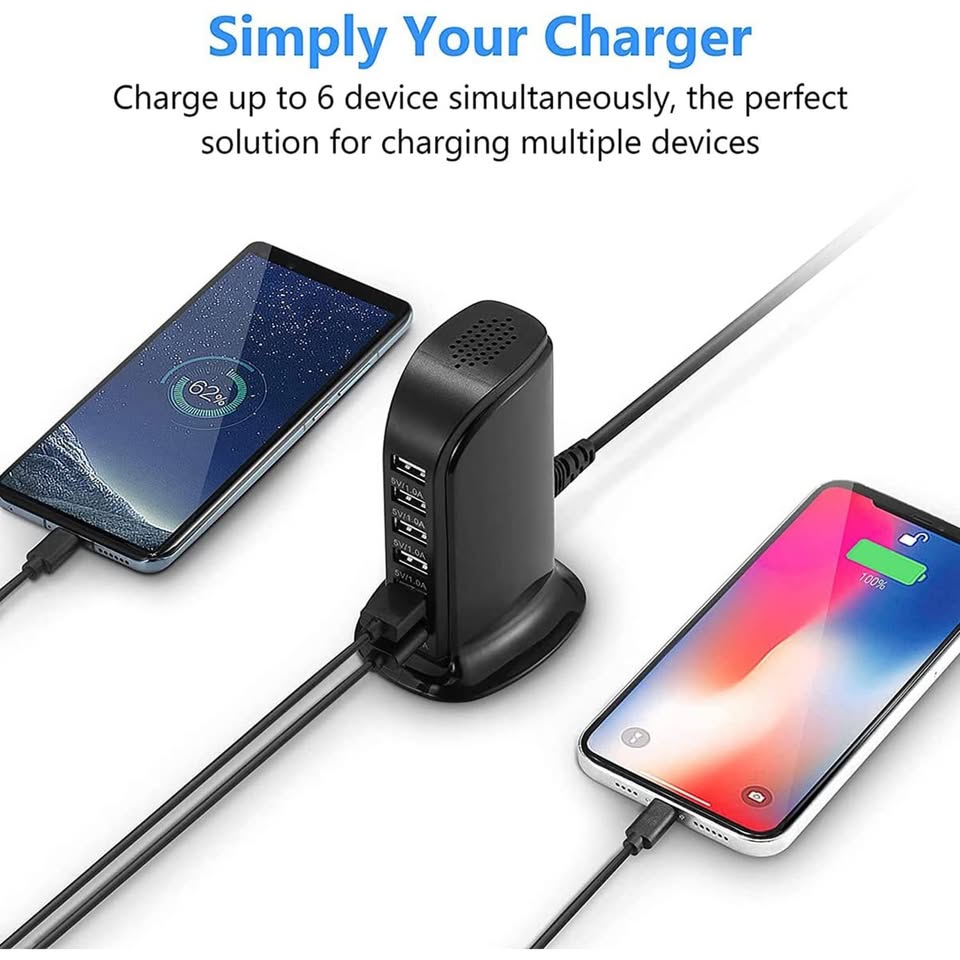 Simply Your Charger
Charge up to 6 device simultaneously, the perfect
solution for charging multiple devices
62%
5V/1.0A
5V/1.0A
5V/1.0A
5V/1.0A
100%